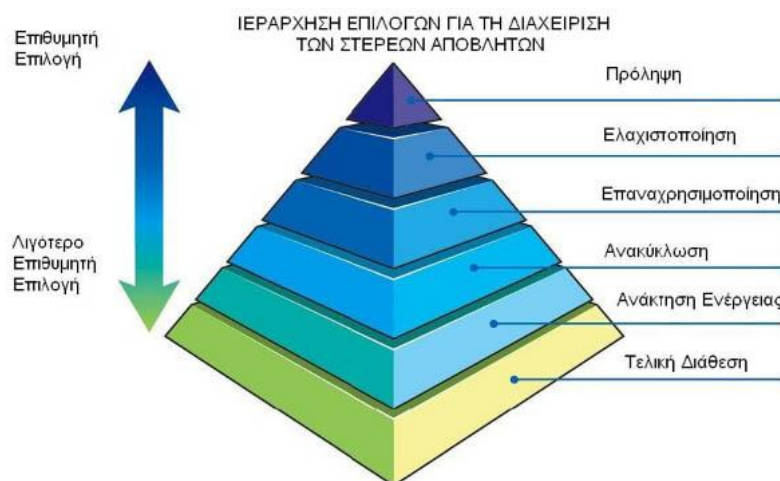 ΙΕΡΑΡΧΗΣΗ ΕΠΙΛΟΓΩΝ ΓΙΑ ΤΗ ΔΙΑΧΕΙΡΙΣΗ
ΤΩΝ ΣΤΕΡΕΩΝ ΑΠΟΒΛΗΤΩΝ
Επιθυμητή
Επιλογή
Πρόληψη
Ελαχιστοποίηση
Επαναχρησιμοποίηση
Λιγότερο
Επιθυμητή
Επιλογή
Ανακύκλωση
Ανάκτηση Ενέργειας
Τελική Διάθεση